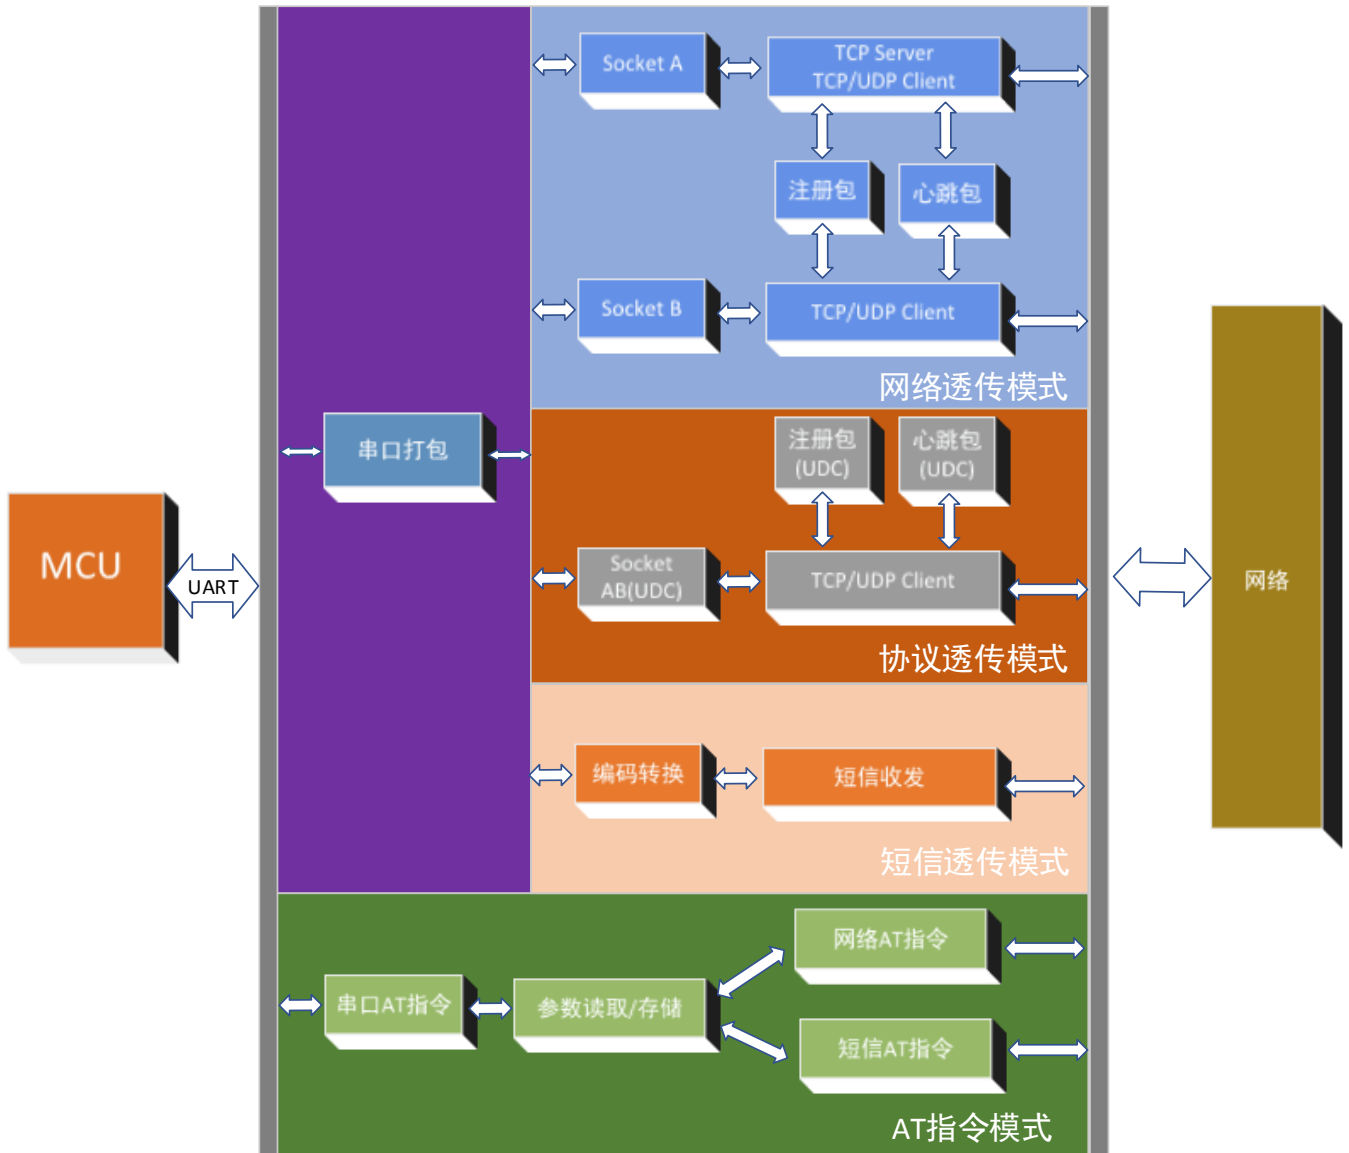 Socket A
TCP Server
TCP/UDP Client
注册包
心跳包
Socket B
TCP/UDP Client
网络透传模式
串口打包
注册包
(UDC)
心跳包
(UDC)
MCU
UART
Socket
AB(UDC)
TCP/UDP Client
网络
协议透传模式
编码转换
短信收发
短信透传模式
网络AT指令
串口AT指令
参数读取/存储
短信AT指令
AT指令模式